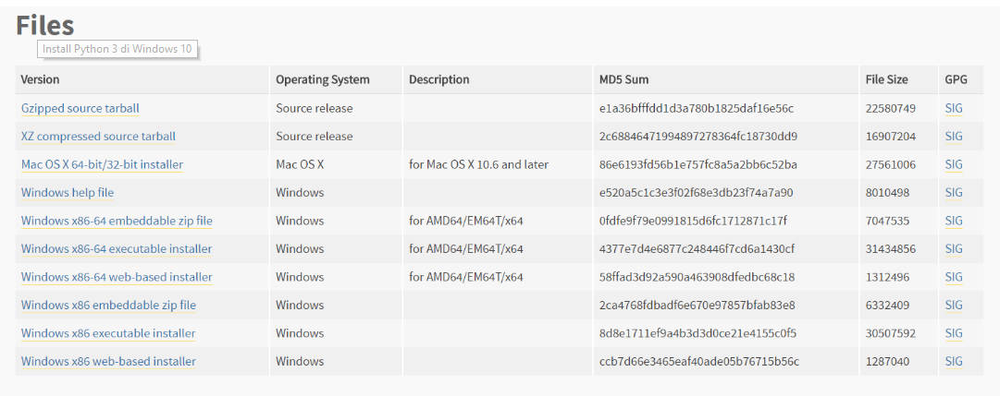 Files
Install Python 3 di Windows 10
Version Operating System Description MD5 Sum File Size GPG
Gzipped source tarball Source release e1a36bfffdd1d3a780b1825daf16e56c 22580749 SIG
XZ compressed source tarball Source release 2c68846471994897278364fc18730dd9 16907204 SIG
Mac OS X 64-bit/32-bit installer Mac OS X for Mac OS X 10.6 and later 86e6193fd56b1e757fc8a5a2bb6c52ba 27561006 SIG
Windows help file Windows e520a5c1c3e3f02f68e3db23f74a7a90 8010498 SIG
Windows x86-64 embeddable zip file Windows for AMD64/EM64T/x64 0fdfe9f79e0991815d6fc1712871c17f 7047535 SIG
Windows x86-64 executable installer Windows for AMD64/EM64T/x64 4377e7d4e6877c248446f7cd6a1430cf 31434856 SIG
Windows x86-64 web-based installer Windows for AMD64/EM64T/x64 58ffad3d92a590a463908dfedbc68c18 1312496 SIG
Windows x86 embeddable zip file Windows 2ca4768fdbadf6e670e97857bfab83e8 6332409 SIG
Windows x86 executable installer Windows 8d8e1711ef9a4b3d3d0ce21e4155c0f5 30507592 SIG
Windows x86 web-based installer Windows ccb7d66e3465eaf40ade05b76715b56c 1287040 SIG